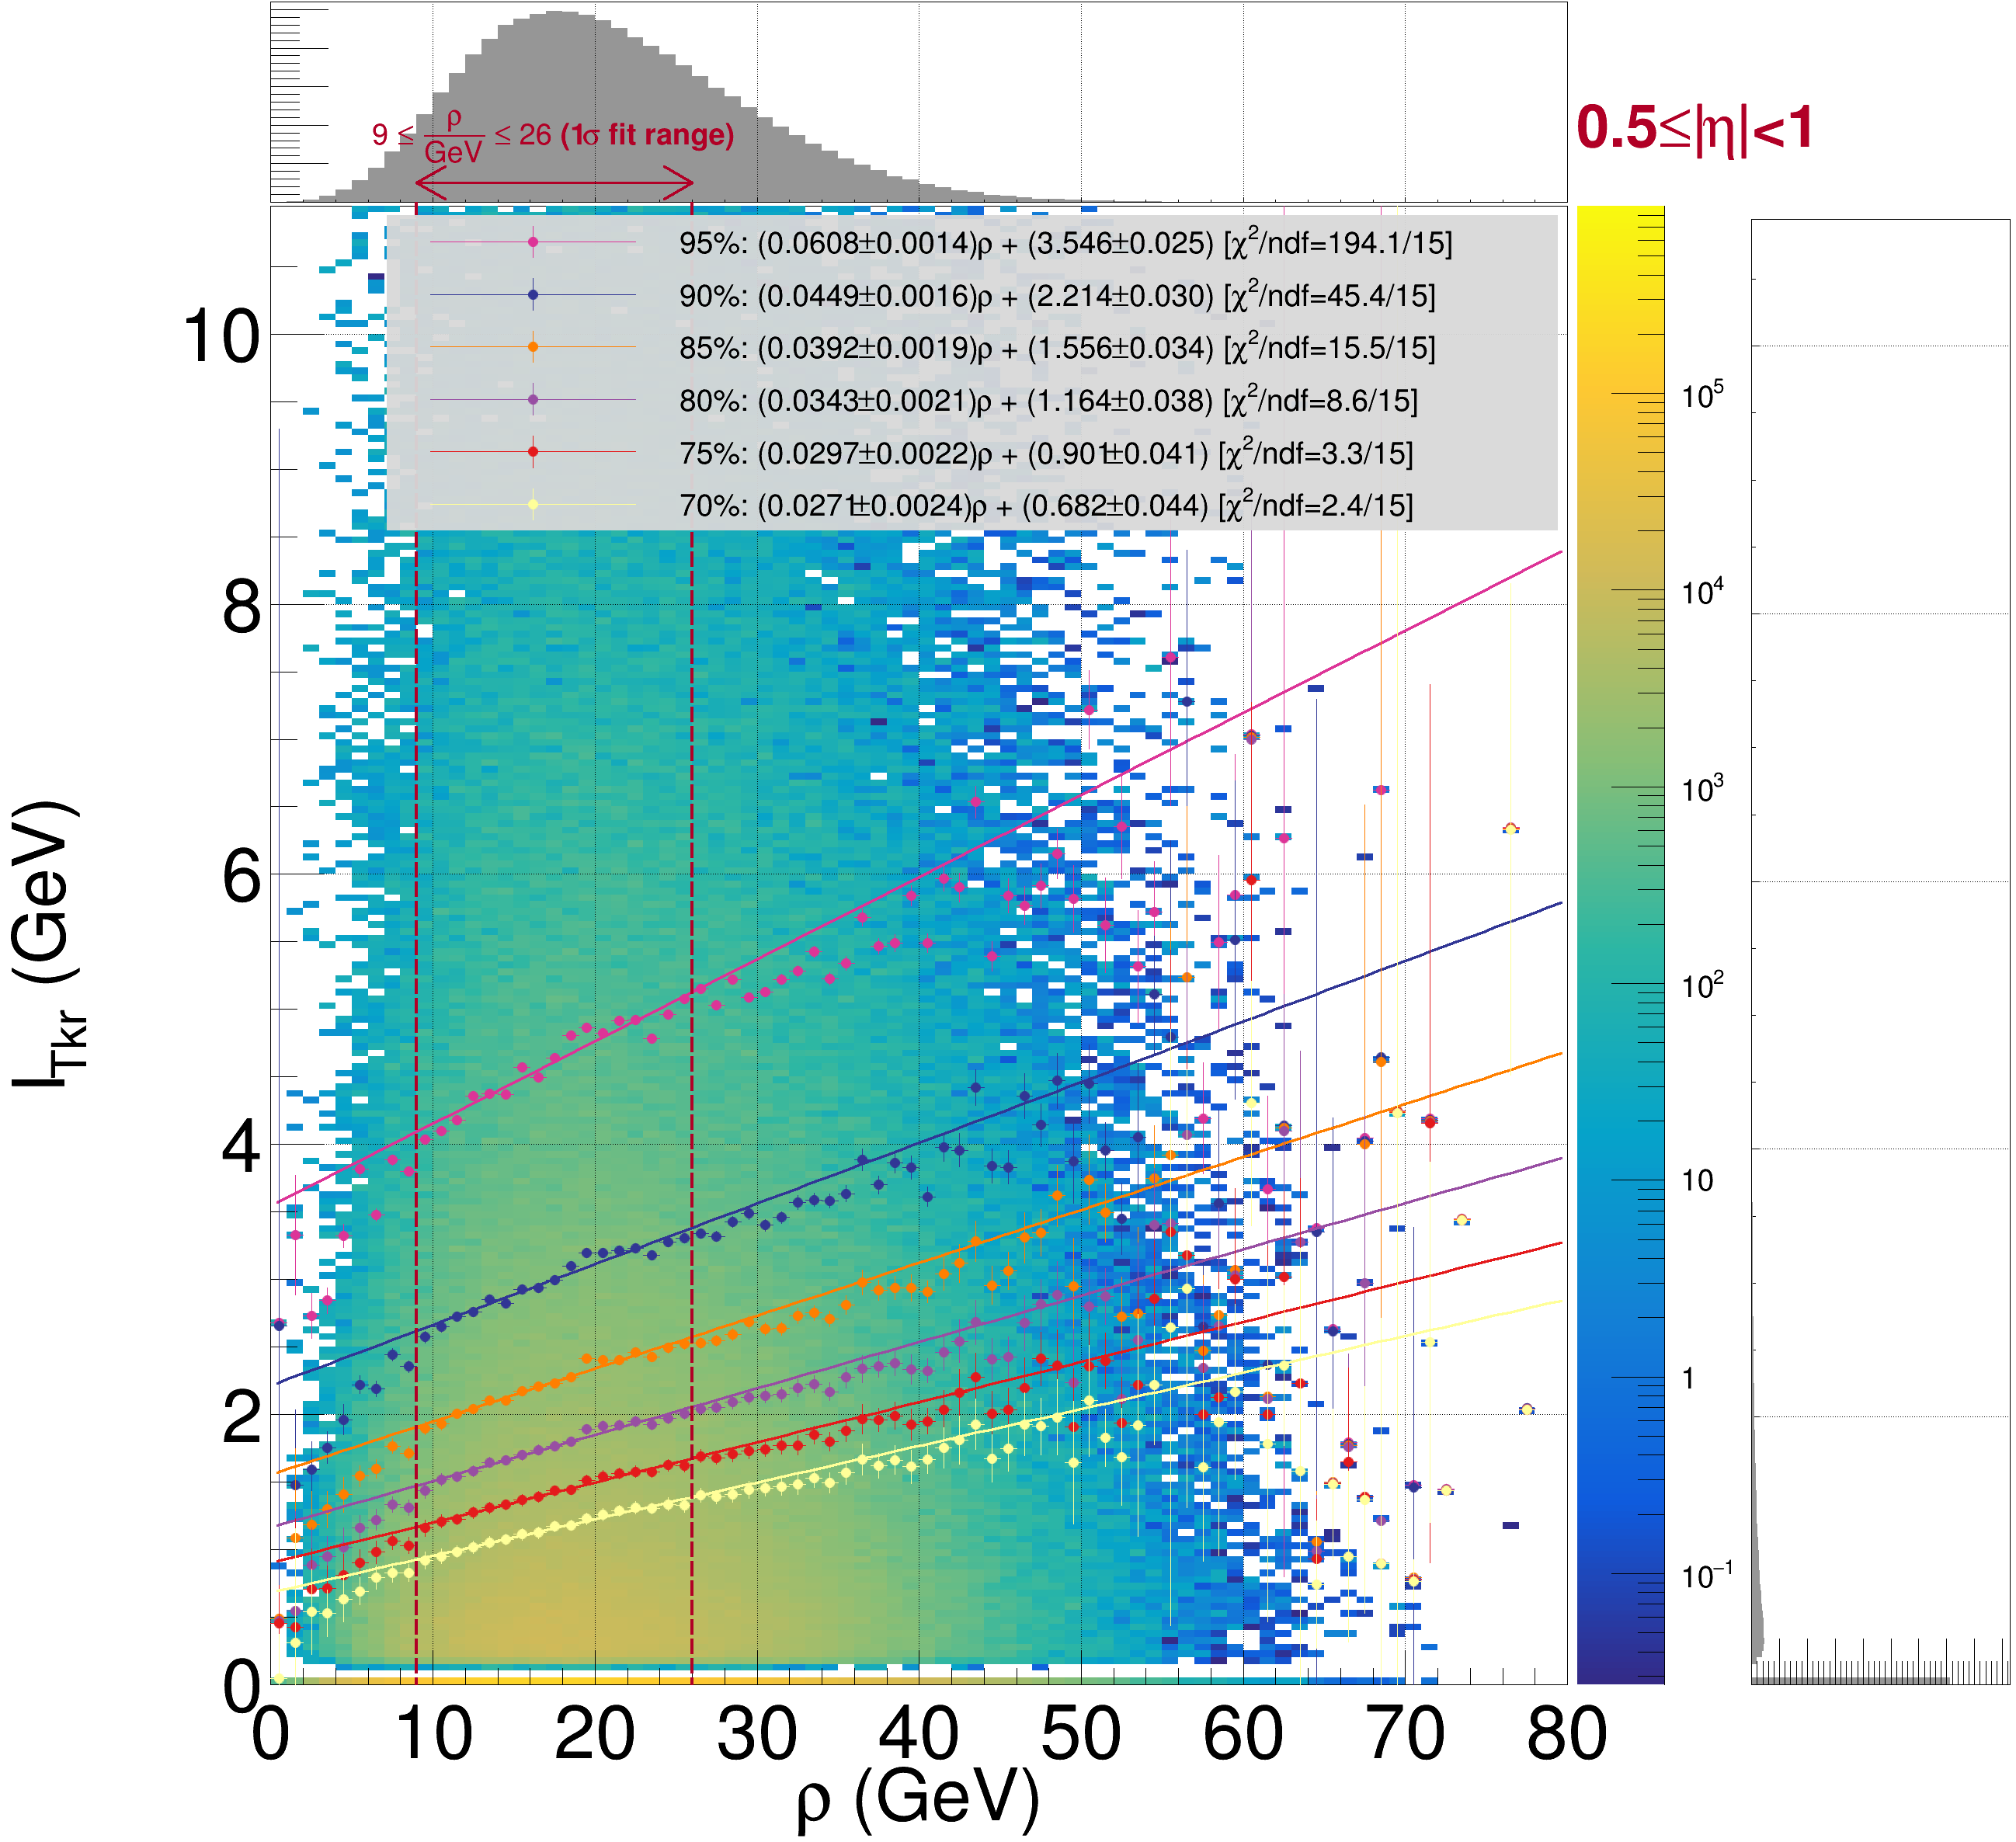 9 ≤ ρ/GeV ≤ 26 (1σ fit range)
0.5≤|η|<1
95%: (0.0608±0.0014)ρ + (3.546±0.025) [χ²/ndf=194.1/15]
90%: (0.0449±0.0016)ρ + (2.214±0.030) [χ²/ndf=45.4/15]
85%: (0.0392±0.0019)ρ + (1.556±0.034) [χ²/ndf=15.5/15]
80%: (0.0343±0.0021)ρ + (1.164±0.038) [χ²/ndf=8.6/15]
75%: (0.0297±0.0022)ρ + (0.901±0.041) [χ²/ndf=3.3/15]
70%: (0.0271±0.0024)ρ + (0.682±0.044) [χ²/ndf=2.4/15]
10
8
6
4
2
0
I_Tkr (GeV)
0 10 20 30 40 50 60 70 80
ρ (GeV)
10⁵
10⁴
10³
10²
10
1
10⁻¹